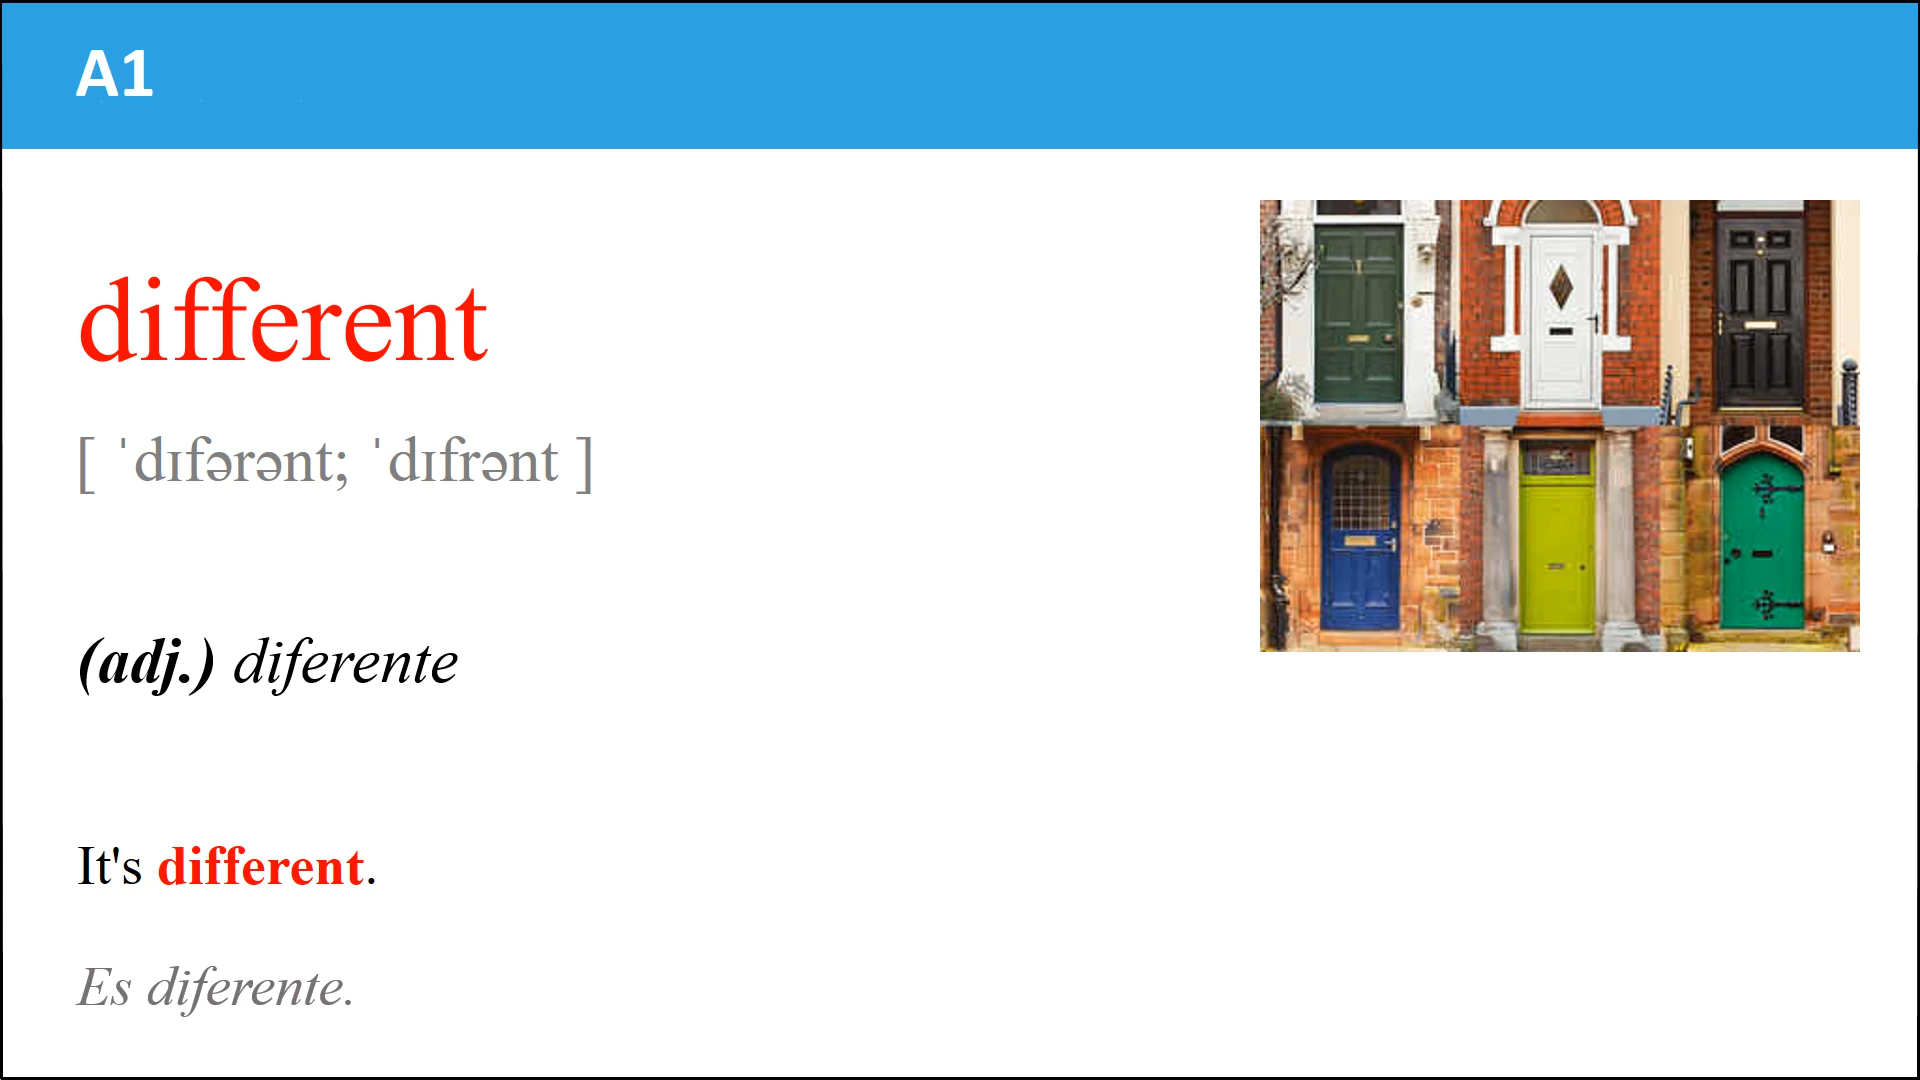 A1
different
[ ˈdɪfərənt; ˈdɪfrənt ]
(adj.) diferente
It's different.
Es diferente.